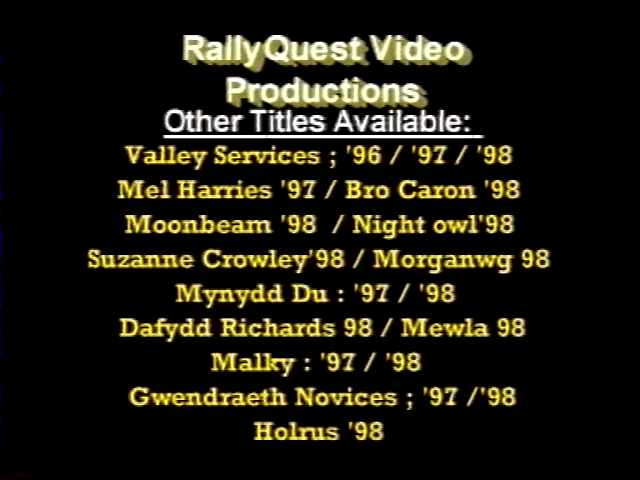 RallyQuest Video
Productions
Other Titles Available:
Valley Services ; '96 / '97 / '98
Mel Harries '97 / Bro Caron '98
Moonbeam '98 / Night owl'98
Suzanne Crowley'98 / Morganwg 98
Mynydd Du : '97 / '98
Dafydd Richards 98 / Mewla 98
Malky : '97 / '98
Gwendraeth Novices ; '97 /'98
Holrus '98